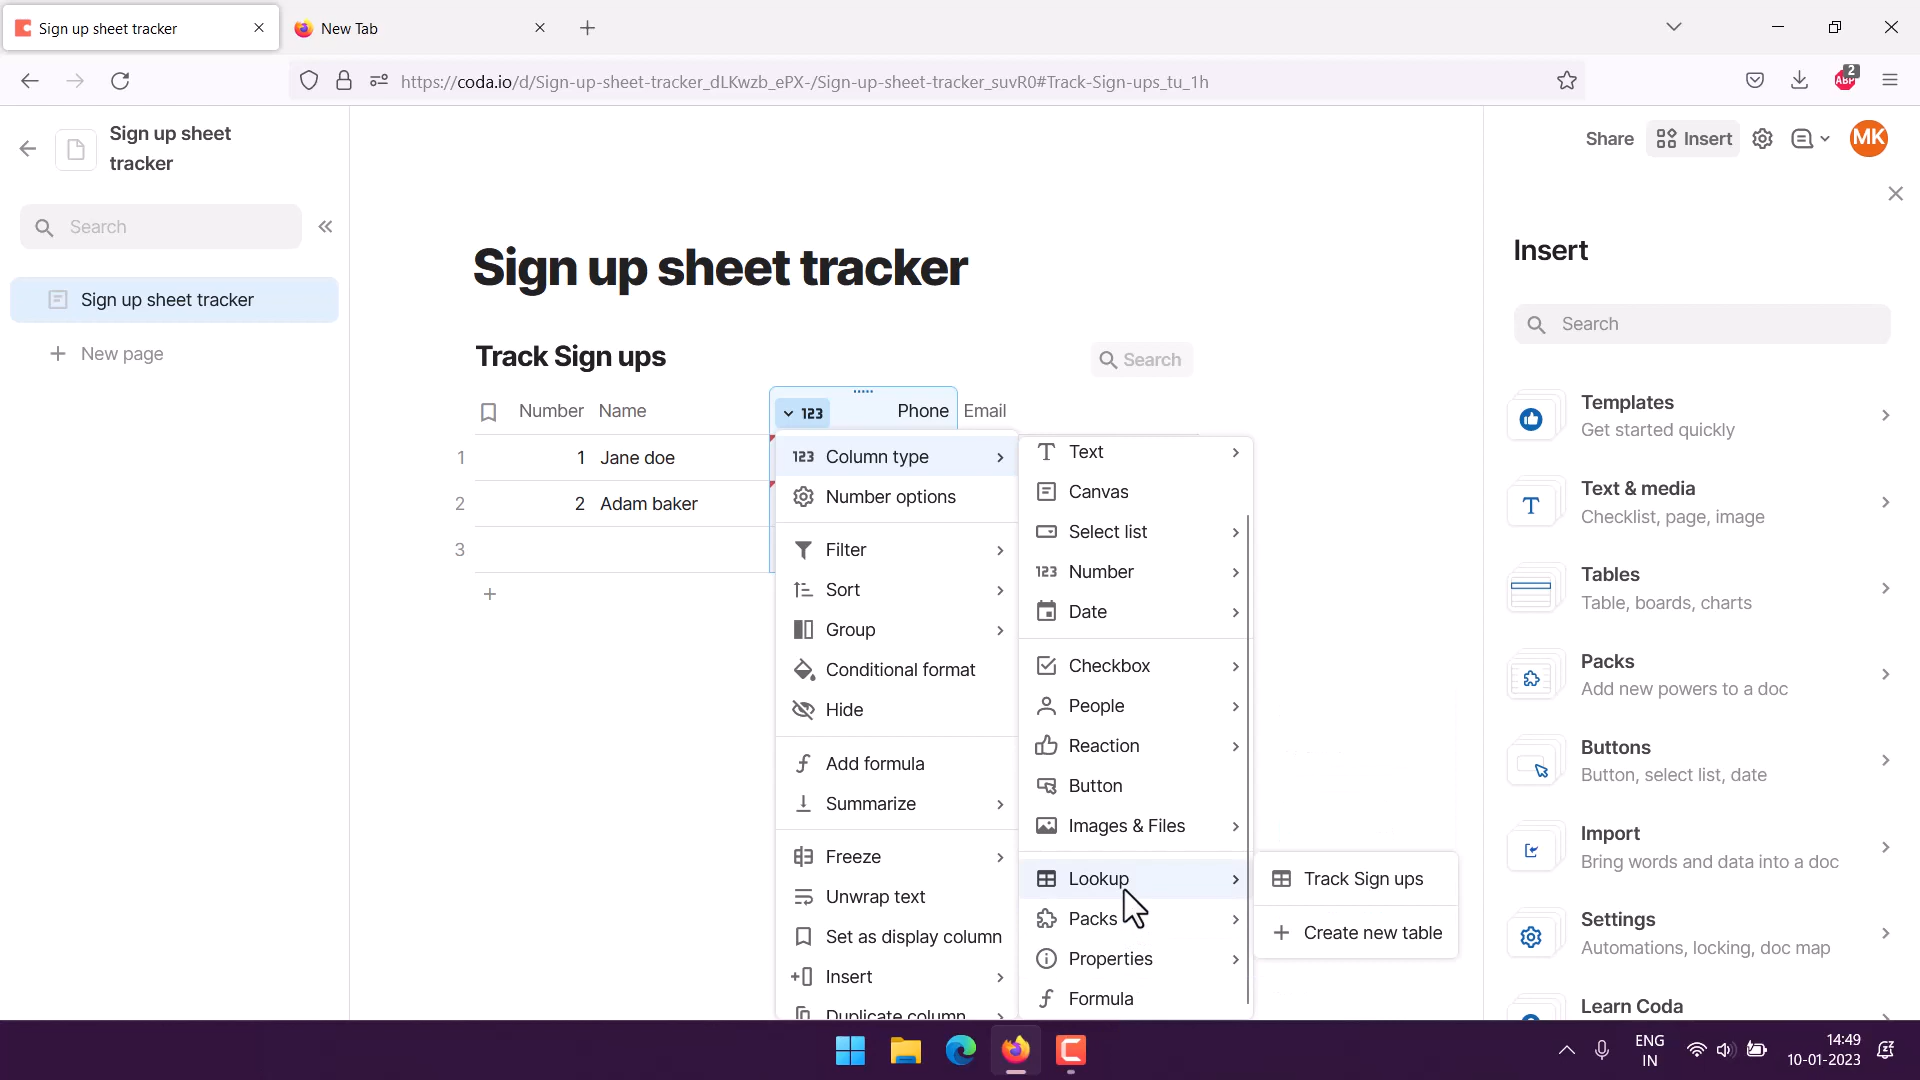 Sign up sheet tracker
New Tab
https://coda.io/d/Sign-up-sheet-tracker_dLKwzb_ePX-/Sign-up-sheet-tracker_suvR0#Track-Sign-ups_tu_1h
2
ABP
Sign up sheet
tracker
Search
Sign up sheet tracker
New page
Share
Insert
MK
Sign up sheet tracker
Track Sign ups
Search
Number
Name
123
Phone
Email
1
1
Jane doe
2
2
Adam baker
3
123 Column type
Number options
Filter
Sort
Group
Conditional format
Hide
Add formula
Summarize
Freeze
Unwrap text
Set as display column
Insert
Duplicate column
Text
Canvas
Select list
123 Number
Date
Checkbox
People
Reaction
Button
Images & Files
Lookup
Packs
Properties
Formula
Track Sign ups
Create new table
Insert
Search
Templates
Get started quickly
Text & media
Checklist, page, image
Tables
Table, boards, charts
Packs
Add new powers to a doc
Buttons
Button, select list, date
Import
Bring words and data into a doc
Settings
Automations, locking, doc map
Learn Coda
ENG
IN
14:49
10-01-2023